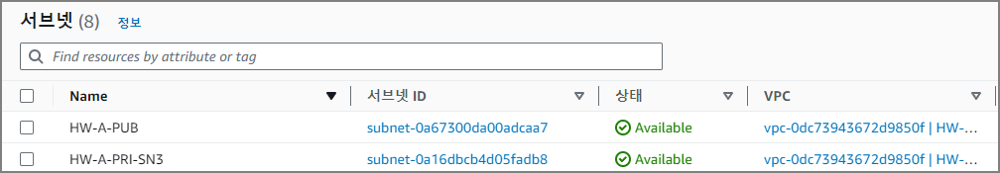 서브넷 (8) 정보
Find resources by attribute or tag
Name 서브넷 ID 상태 VPC
HW-A-PUB subnet-0a67300da00adcaa7 Available vpc-0dc73943672d9850f | HW-...
HW-A-PRI-SN3 subnet-0a16dbcb4d05fadb8 Available vpc-0dc73943672d9850f | HW-...